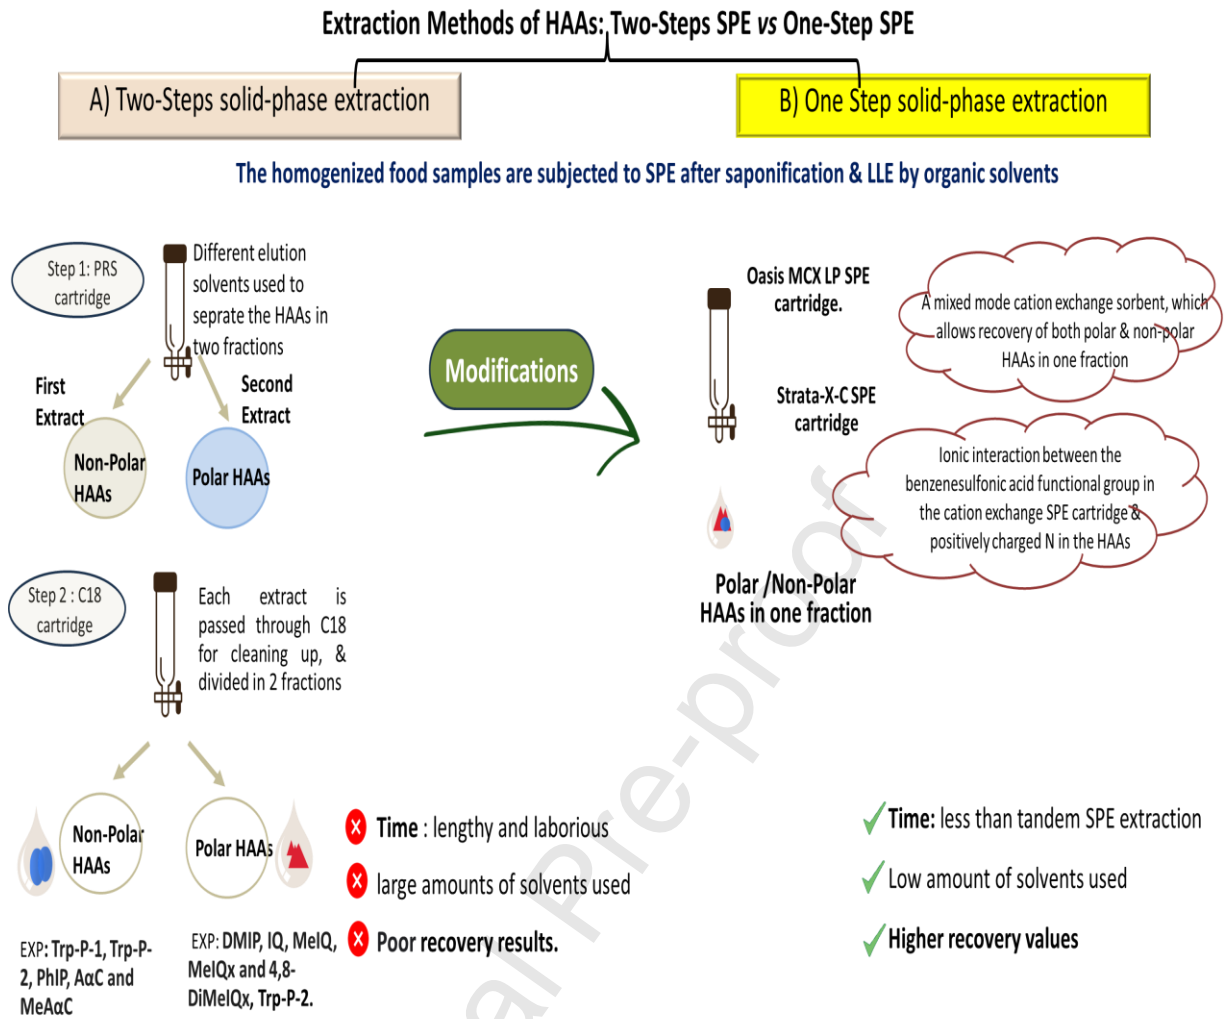 Extraction Methods of HAAs: Two-Steps SPE vs One-Step SPE
A) Two-Steps solid-phase extraction
B) One Step solid-phase extraction
The homogenized food samples are subjected to SPE after saponification & LLE by organic solvents
Step 1: PRS
cartridge
Different elution
solvents used to
seprate the HAAs in
two fractions
First
Extract
Second
Extract
Non-Polar
HAAs
Polar HAAs
Step 2 : C18
cartridge
Each extract is
passed through C18
for cleaning up, &
divided in 2 fractions
Non-Polar
HAAs
Polar HAAs
EXP: Trp-P-1, Trp-P-
2, PhIP, AαC and
MeAαC
EXP: DMIP, IQ, MeIQ,
MeIQx and 4,8-
DiMeIQx, Trp-P-2.
Time : lengthy and laborious
large amounts of solvents used
Poor recovery results.
Modifications
Oasis MCX LP SPE
cartridge.
Strata-X-C SPE
cartridge
A mixed mode cation exchange sorbent, which
allows recovery of both polar & non-polar
HAAs in one fraction
Ionic interaction between the
benzenesulfonic acid functional group in
the cation exchange SPE cartridge &
positively charged N in the HAAs
Polar /Non-Polar
HAAs in one fraction
Time: less than tandem SPE extraction
Low amount of solvents used
Higher recovery values
al Pre-proof